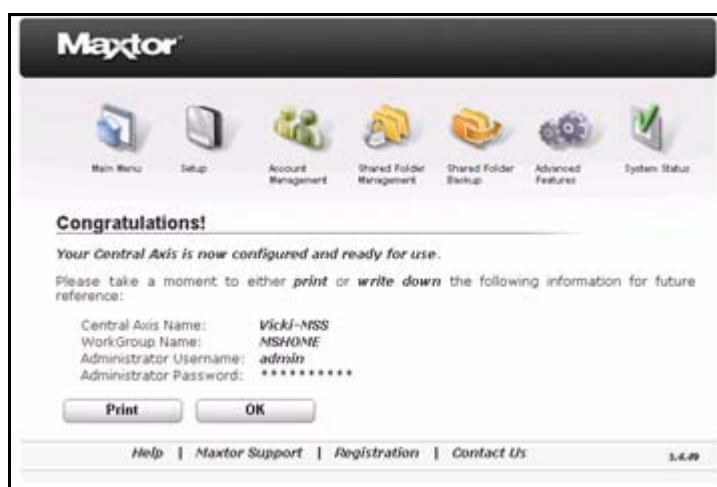 Maxtor
Main Menu
Setup
Account Management
Shared Folder Management
Shared Folder Backup
Advanced Features
System Status
Congratulations!
Your Central Axis is now configured and ready for use.
Please take a moment to either print or write down the following information for future
reference:
Central Axis Name: Vicki-MSS
WorkGroup Name: MSHOME
Administrator Username: admin
Administrator Password: **********
Print OK
Help | Maxtor Support | Registration | Contact Us